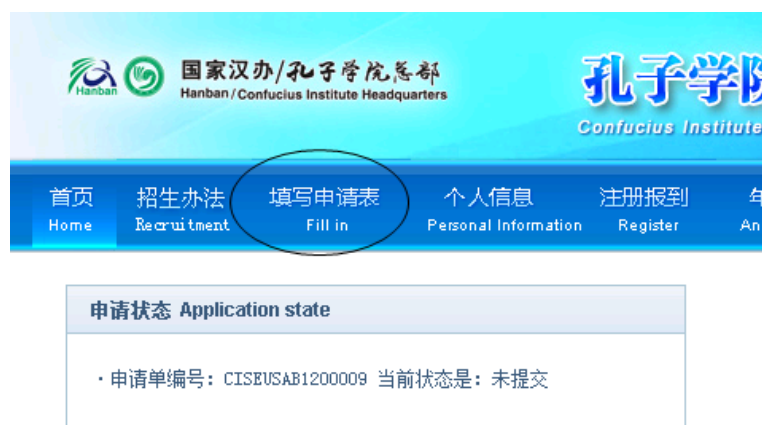 Hanban
国家汉办/孔子学院总部
Hanban/Confucius Institute Headquarters
孔子学院
Confucius Institute
首页 招生办法 填写申请表 个人信息 注册报到 年
Home Recruitment Fill in Personal Information Register An
申请状态 Application state
·申请单编号：CISEUSAB1200009 当前状态是：未提交